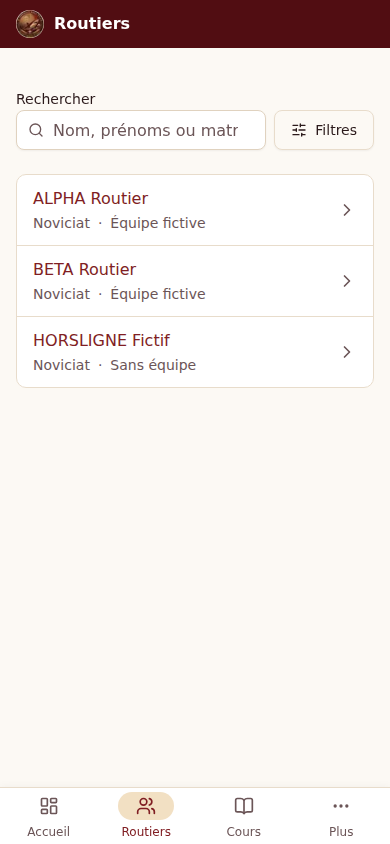 Routiers
Rechercher
Nom, prénoms ou matr
Filtres
ALPHA Routier
Noviciat · Équipe fictive
BETA Routier
Noviciat · Équipe fictive
HORSLIGNE Fictif
Noviciat · Sans équipe
Accueil
Routiers
Cours
Plus